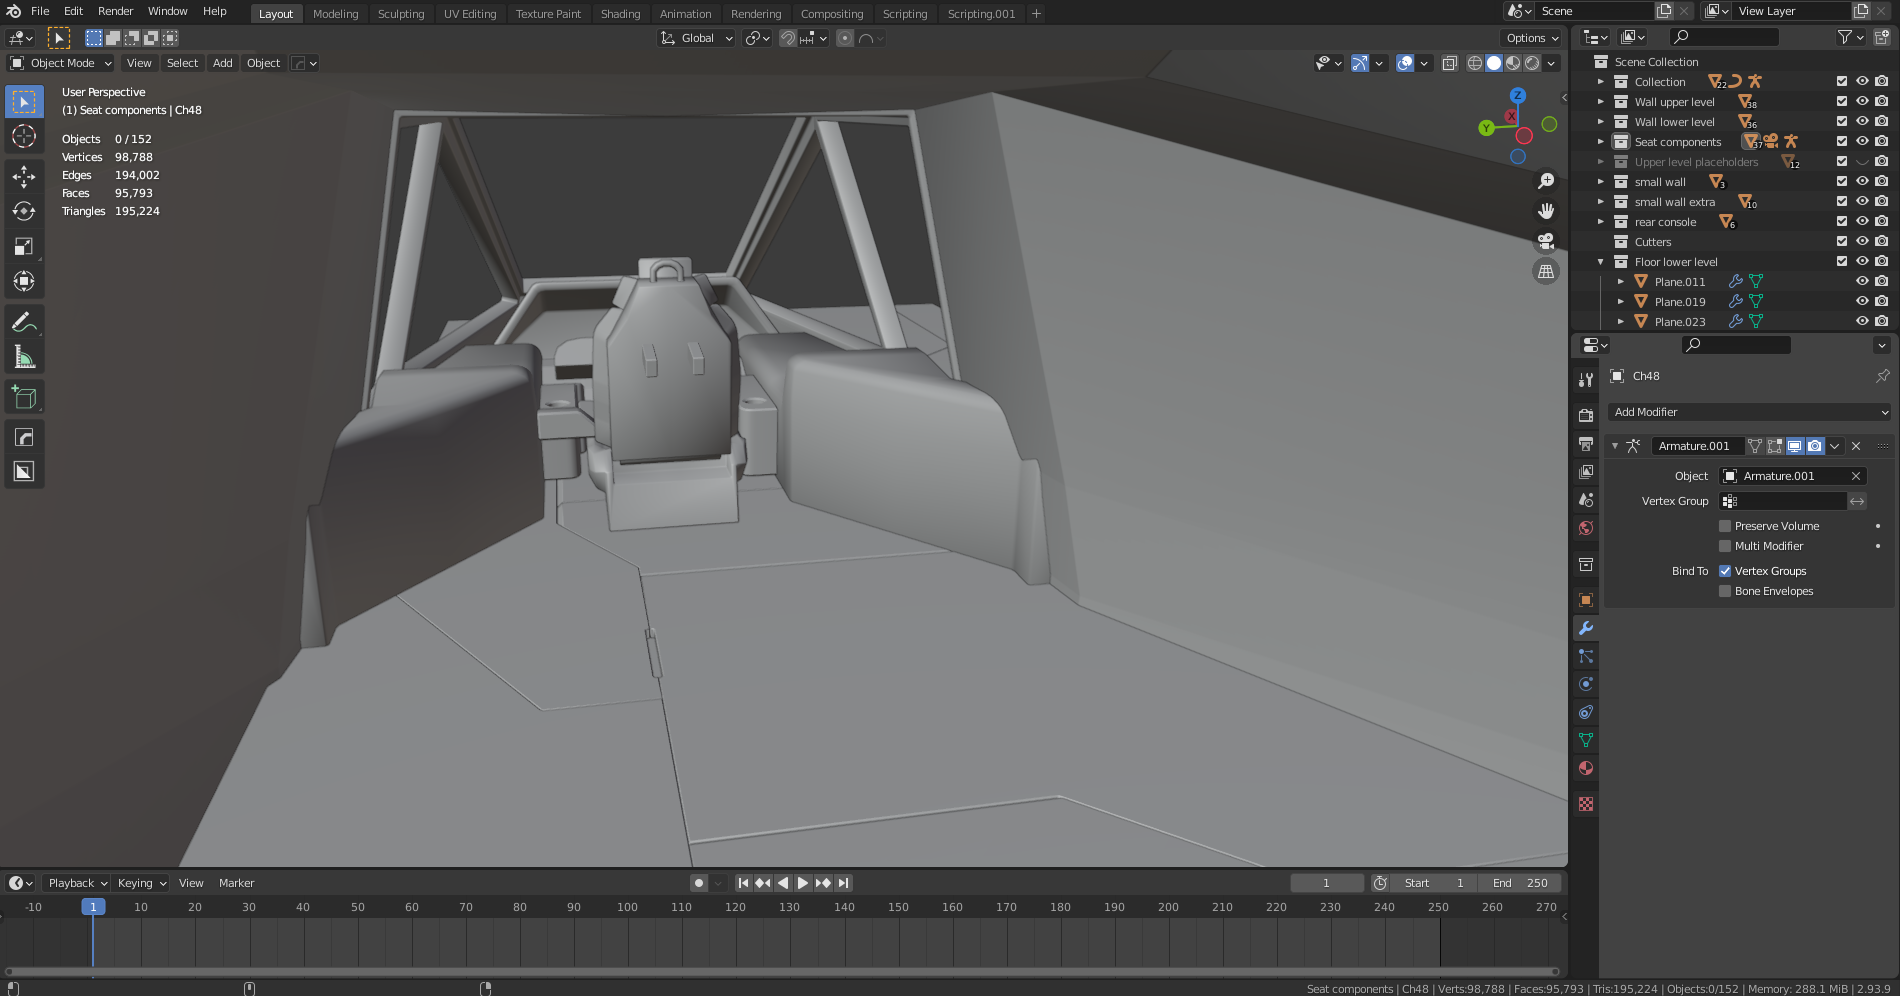 File Edit Render Window Help
Layout Modeling Sculpting UV Editing Texture Paint Shading Animation Rendering Compositing Scripting Scripting.001 +
Scene
View Layer
Global
Options
Object Mode View Select Add Object
User Perspective
(1) Seat components | Ch48
Objects 0 / 152
Vertices 98,788
Edges 194,002
Faces 95,793
Triangles 195,224
Z
X
Y
Scene Collection
Collection 22
Wall upper level 38
Wall lower level 36
Seat components 37
Upper level placeholders 12
small wall 3
small wall extra 10
rear console 6
Cutters
Floor lower level
Plane.011
Plane.019
Plane.023
Ch48
Add Modifier
Armature.001
Object Armature.001
Vertex Group
Preserve Volume
Multi Modifier
Bind To Vertex Groups
Bone Envelopes
Playback Keying View Marker
1 Start 1 End 250
-10 1 10 20 30 40 50 60 70 80 90 100 110 120 130 140 150 160 170 180 190 200 210 220 230 240 250 260 270
Seat components | Ch48 | Verts:98,788 | Faces:95,793 | Tris:195,224 | Objects:0/152 | Memory: 288.1 MiB | 2.93.9